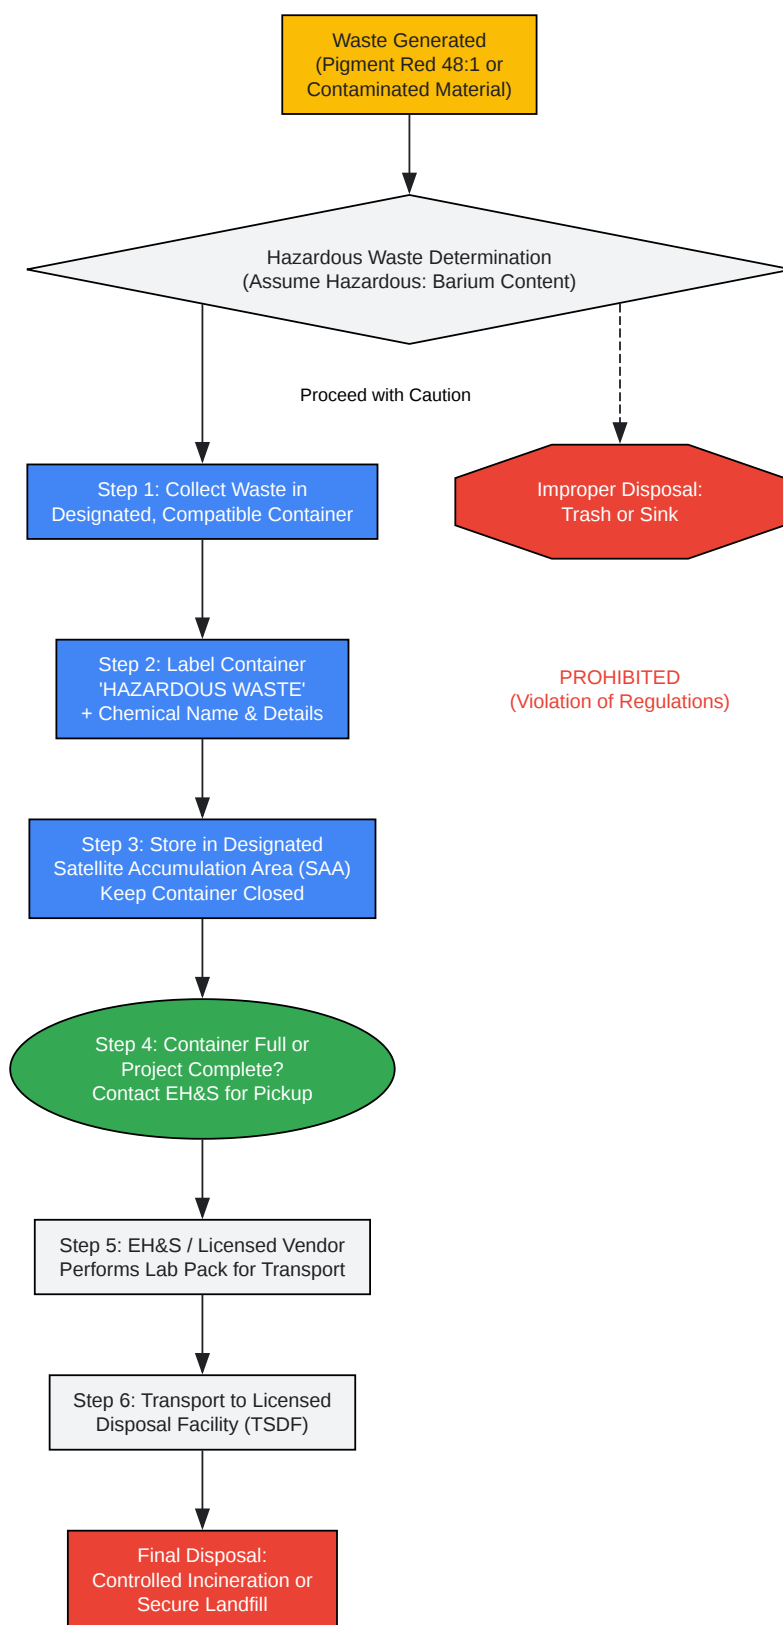 Waste Generated
(Pigment Red 48:1 or
Contaminated Material)
Hazardous Waste Determination
(Assume Hazardous: Barium Content)
Proceed with Caution
Step 1: Collect Waste in
Designated, Compatible Container
Improper Disposal:
Trash or Sink
Step 2: Label Container
'HAZARDOUS WASTE'
+ Chemical Name & Details
PROHIBITED
(Violation of Regulations)
Step 3: Store in Designated
Satellite Accumulation Area (SAA)
Keep Container Closed
Step 4: Container Full or
Project Complete?
Contact EH&S for Pickup
Step 5: EH&S / Licensed Vendor
Performs Lab Pack for Transport
Step 6: Transport to Licensed
Disposal Facility (TSDF)
Final Disposal:
Controlled Incineration or
Secure Landfill